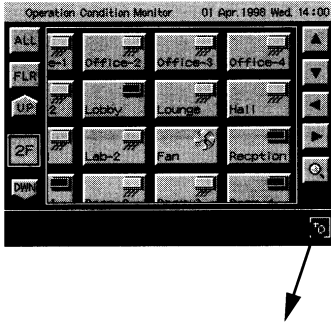 Operation Condition Monitor 01 Apr. 1998 Wed. 14:00
ALL
e-1 Office-2 Office-3 Office-4
FLR
UP
2 Lobby Lounge Hall
2F
Lab-2 Fan Recption
DWN